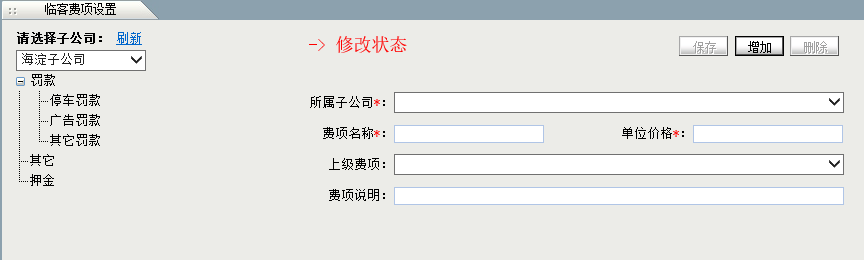 临客费项设置
请选择子公司： 刷新
海淀子公司
罚款
停车罚款
广告罚款
其它罚款
其它
押金
-> 修改状态
保存 增加 删除
所属子公司*：
费项名称*： 单位价格*：
上级费项：
费项说明：